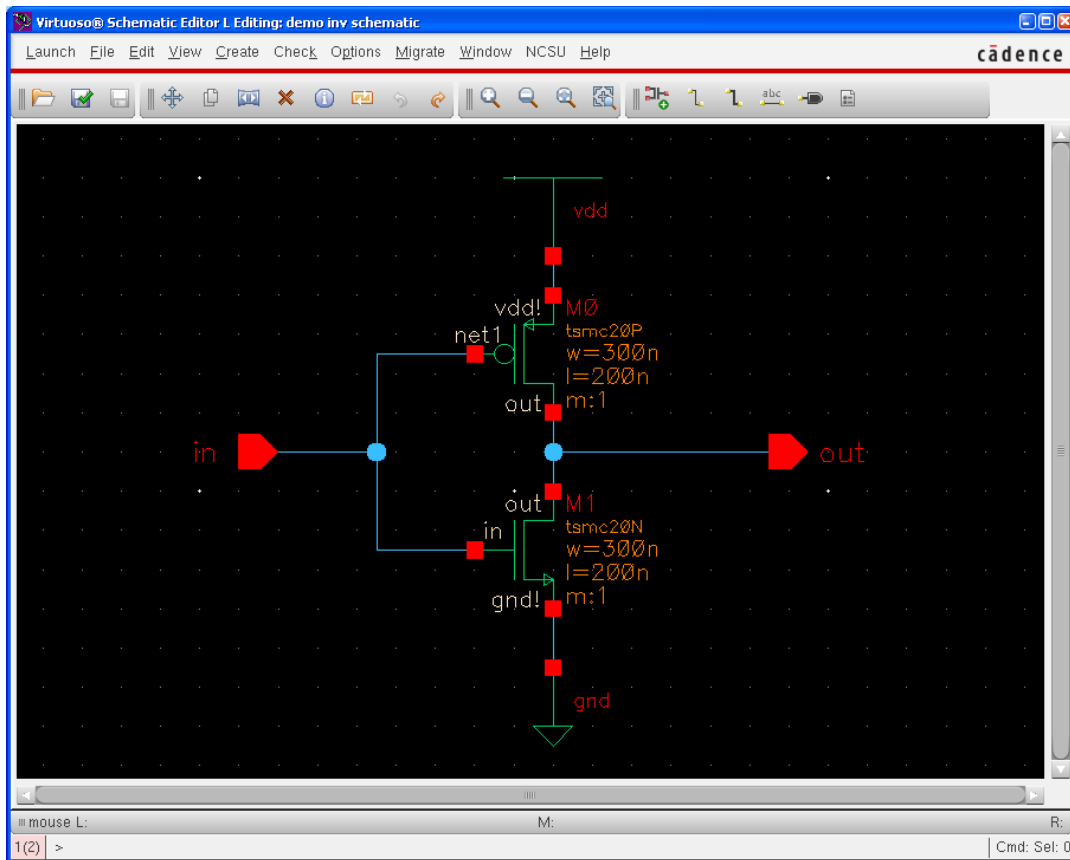 Virtuoso® Schematic Editor L Editing: demo inv schematic
Launch File Edit View Create Check Options Migrate Window NCSU Help
cādence
abc
vdd
vdd!
M0
net1
tsmc20P
w=300n
l=200n
out
m:1
in
out
out
M1
in
tsmc20N
w=300n
l=200n
gnd!
m:1
gnd
mouse L: M: R:
1(2) > Cmd: Sel: 0